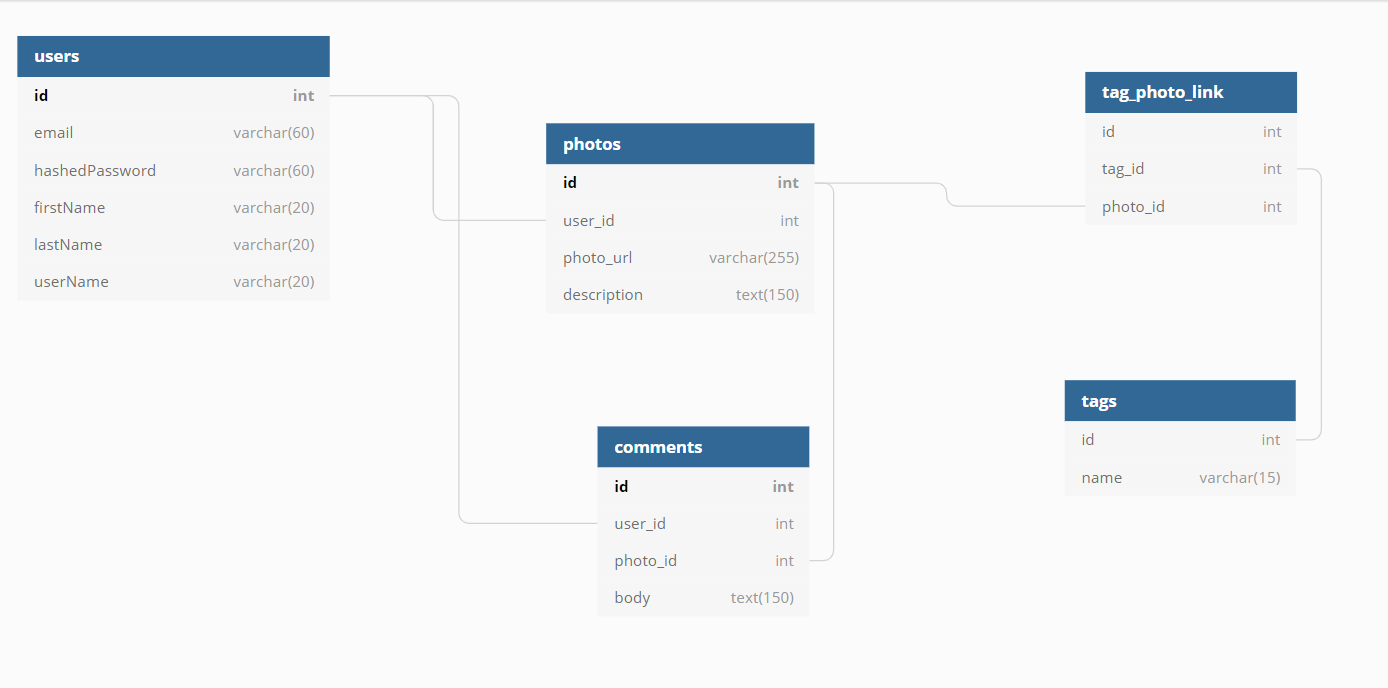 users
id int
email varchar(60)
hashedPassword varchar(60)
firstName varchar(20)
lastName varchar(20)
userName varchar(20)
photos
id int
user_id int
photo_url varchar(255)
description text(150)
comments
id int
user_id int
photo_id int
body text(150)
tag_photo_link
id int
tag_id int
photo_id int
tags
id int
name varchar(15)